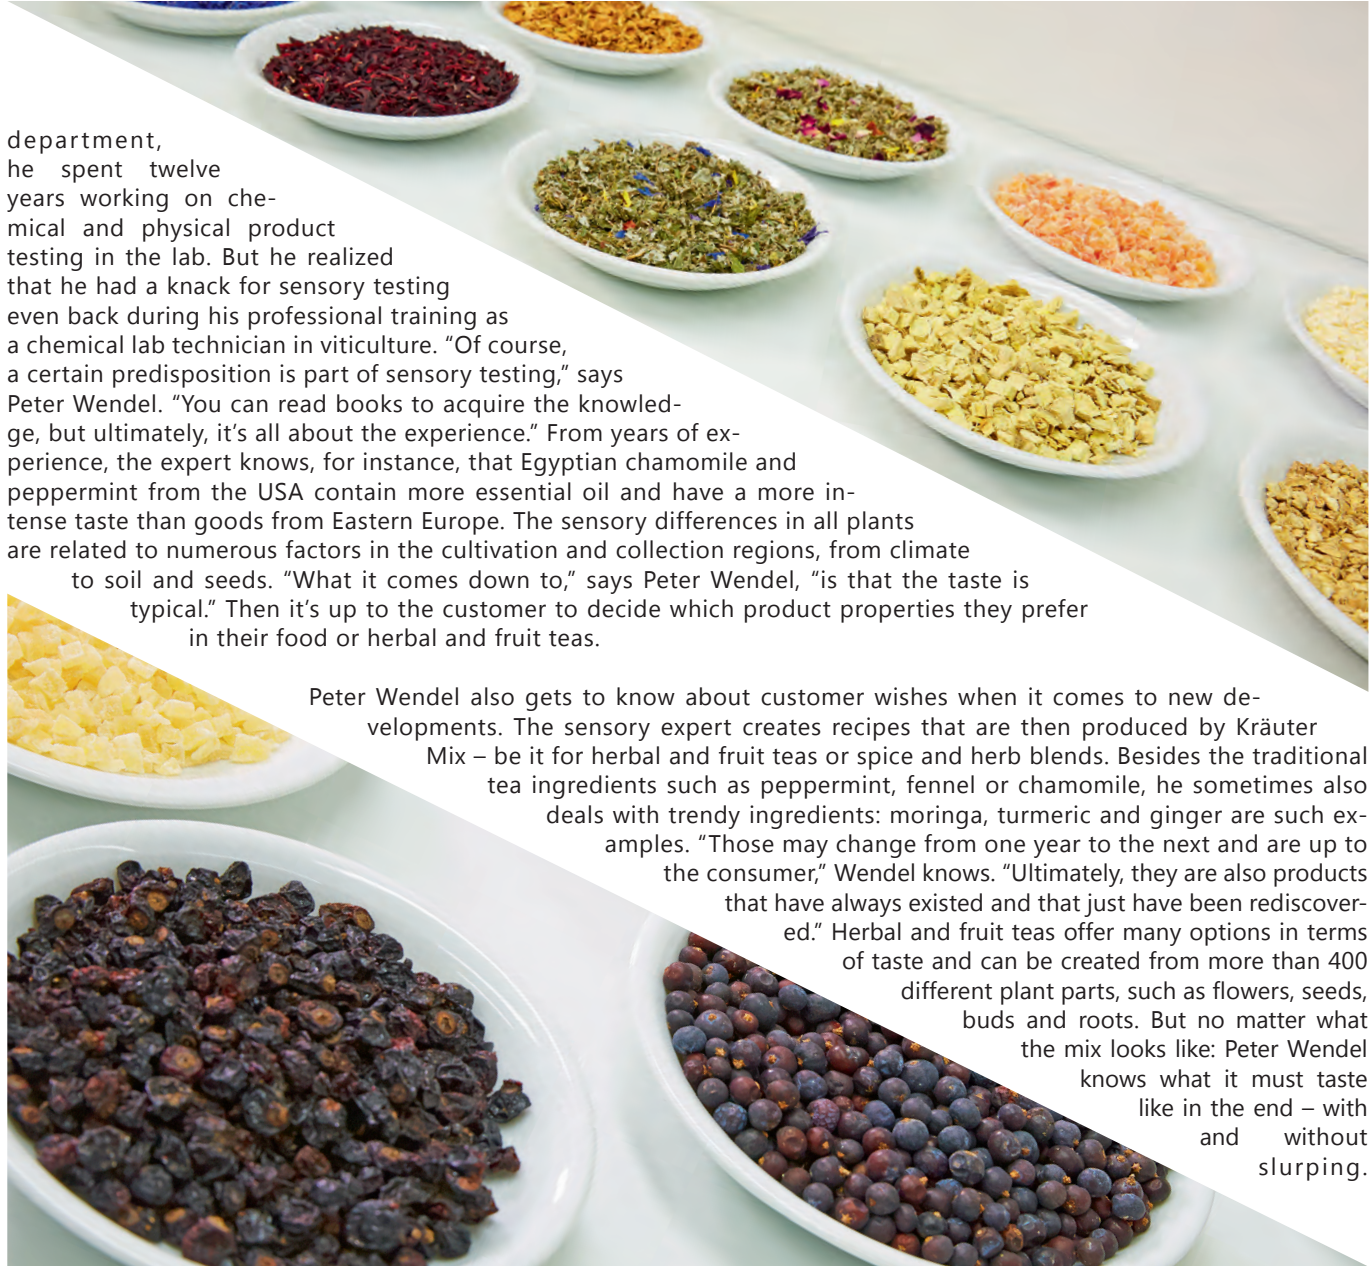 department,
he spent twelve
years working on che-
mical and physical product
testing in the lab. But he realized
that he had a knack for sensory testing
even back during his professional training as
a chemical lab technician in viticulture. “Of course,
a certain predisposition is part of sensory testing,” says
Peter Wendel. “You can read books to acquire the knowled-
ge, but ultimately, it’s all about the experience.” From years of ex-
perience, the expert knows, for instance, that Egyptian chamomile and
peppermint from the USA contain more essential oil and have a more in-
tense taste than goods from Eastern Europe. The sensory differences in all plants
are related to numerous factors in the cultivation and collection regions, from climate
to soil and seeds. “What it comes down to,” says Peter Wendel, “is that the taste is
typical.” Then it’s up to the customer to decide which product properties they prefer
in their food or herbal and fruit teas.
Peter Wendel also gets to know about customer wishes when it comes to new de-
velopments. The sensory expert creates recipes that are then produced by Kräuter
Mix – be it for herbal and fruit teas or spice and herb blends. Besides the traditional
tea ingredients such as peppermint, fennel or chamomile, he sometimes also
deals with trendy ingredients: moringa, turmeric and ginger are such ex-
amples. “Those may change from one year to the next and are up to
the consumer,” Wendel knows. “Ultimately, they are also products
that have always existed and that just have been rediscover-
ed.” Herbal and fruit teas offer many options in terms
of taste and can be created from more than 400
different plant parts, such as flowers, seeds,
buds and roots. But no matter what
the mix looks like: Peter Wendel
knows what it must taste
like in the end – with
and without
slurping.